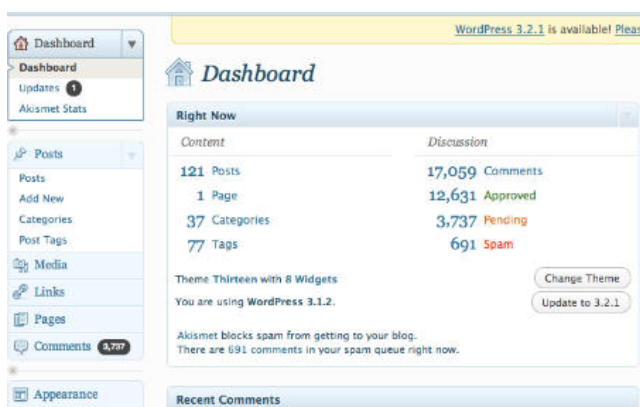 WordPress 3.2.1 is available! Pleas
Dashboard
Dashboard
Updates 1
Akismet Stats
Posts
Posts
Add New
Categories
Post Tags
Media
Links
Pages
Comments 3,737
Appearance
Dashboard
Right Now
Content
121 Posts
1 Page
37 Categories
77 Tags
Discussion
17,059 Comments
12,631 Approved
3,737 Pending
691 Spam
Theme Thirteen with 8 Widgets
Change Theme
You are using WordPress 3.1.2.
Update to 3.2.1
Akismet blocks spam from getting to your blog.
There are 691 comments in your spam queue right now.
Recent Comments